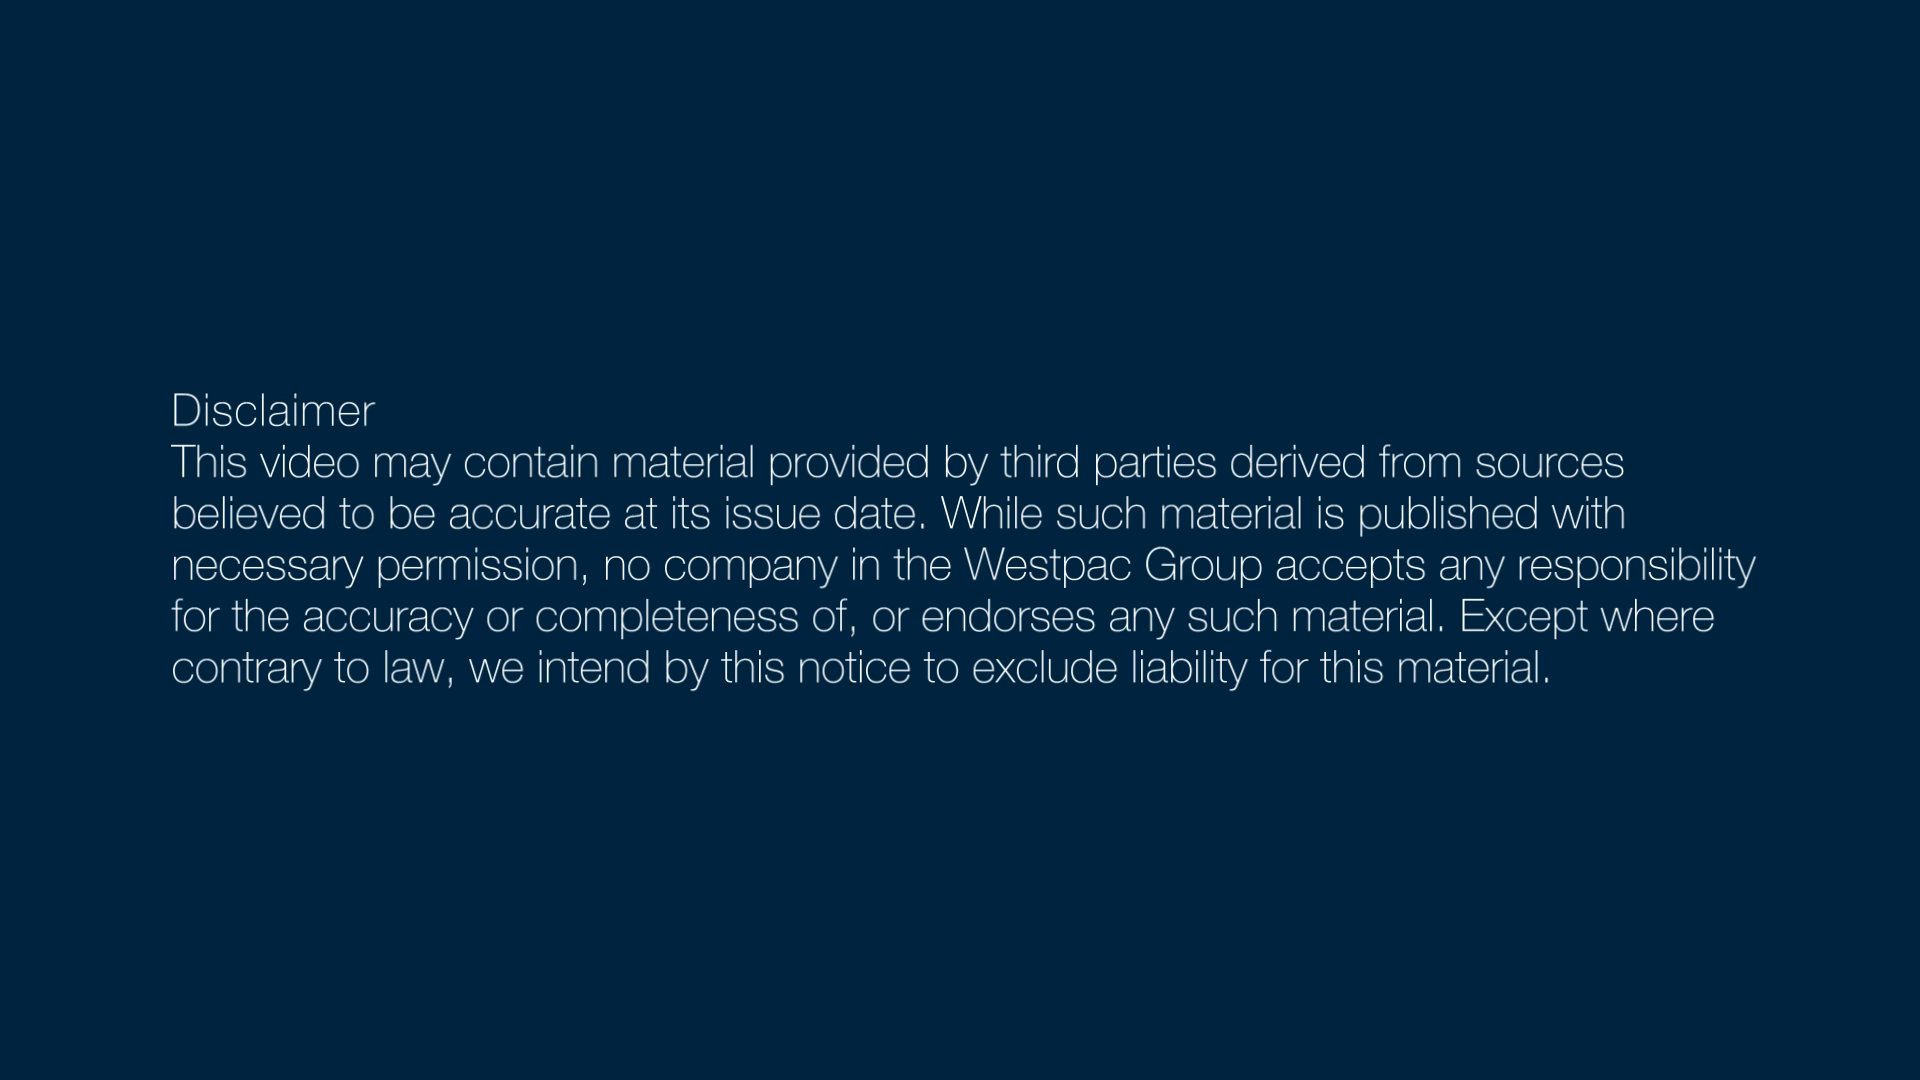 Disclaimer
This video may contain material provided by third parties derived from sources
believed to be accurate at its issue date. While such material is published with
necessary permission, no company in the Westpac Group accepts any responsibility
for the accuracy or completeness of, or endorses any such material. Except where
contrary to law, we intend by this notice to exclude liability for this material.